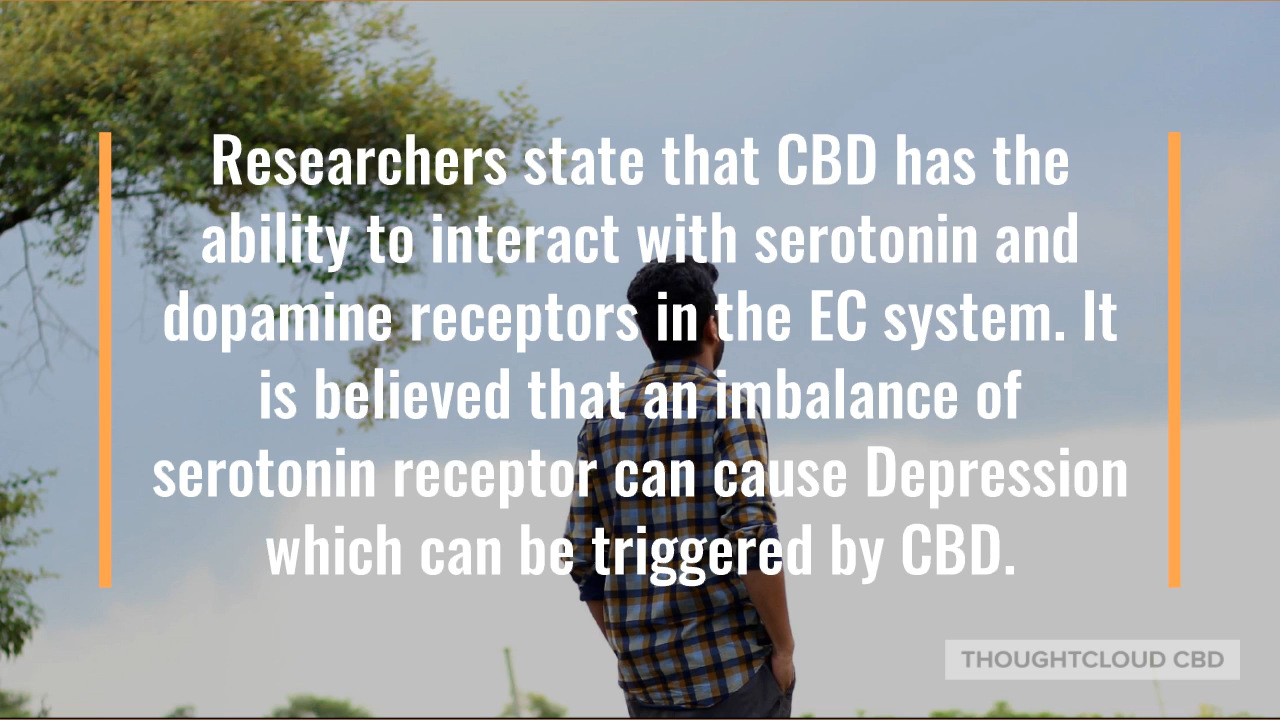 Researchers state that CBD has the
ability to interact with serotonin and
dopamine receptors in the EC system. It
is believed that an imbalance of
serotonin receptor can cause Depression
which can be triggered by CBD.
THOUGHTCLOUD CBD